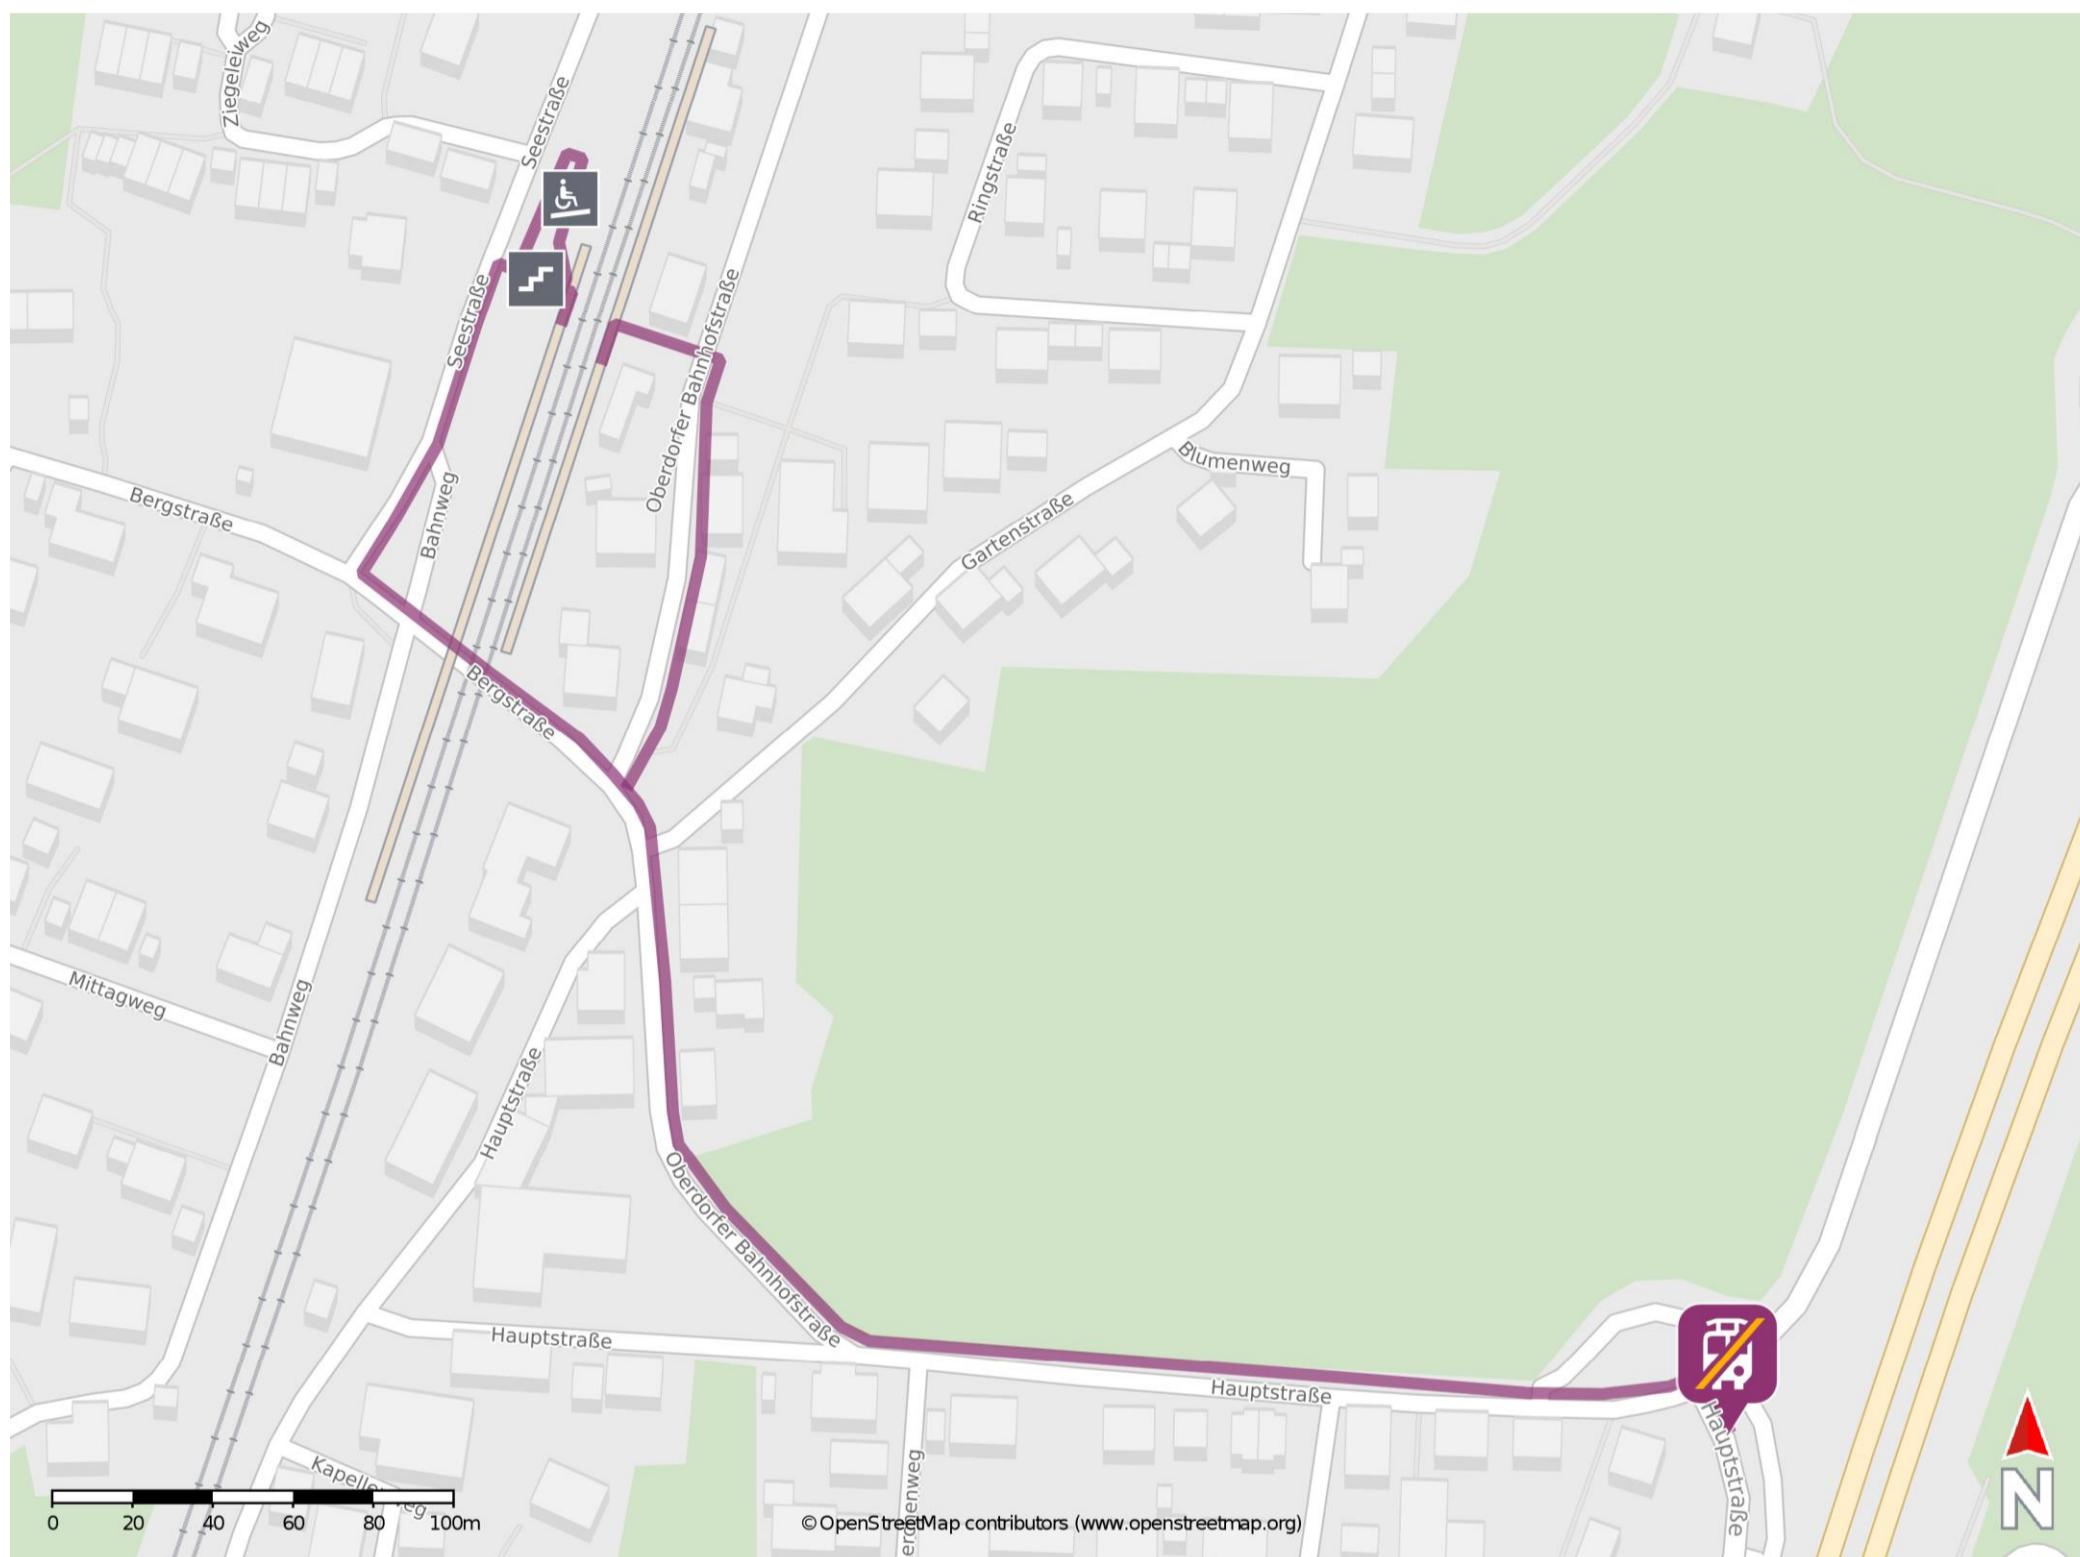 Ziegeleiweg
Seestraße
Ringstraße
Seestraße
Oberdorfer Bahnhofstraße
Bergstraße
Bahnweg
Blumenweg
Gartenstraße
Bergstraße
Mittagweg
Bahnweg
Hauptstraße
Oberdorfer Bahnhofstraße
Hauptstraße
Hauptstraße
Hauptstraße
0 20 40 60 80 100m
© OpenStreetMap contributors (www.openstreetmap.org)
N